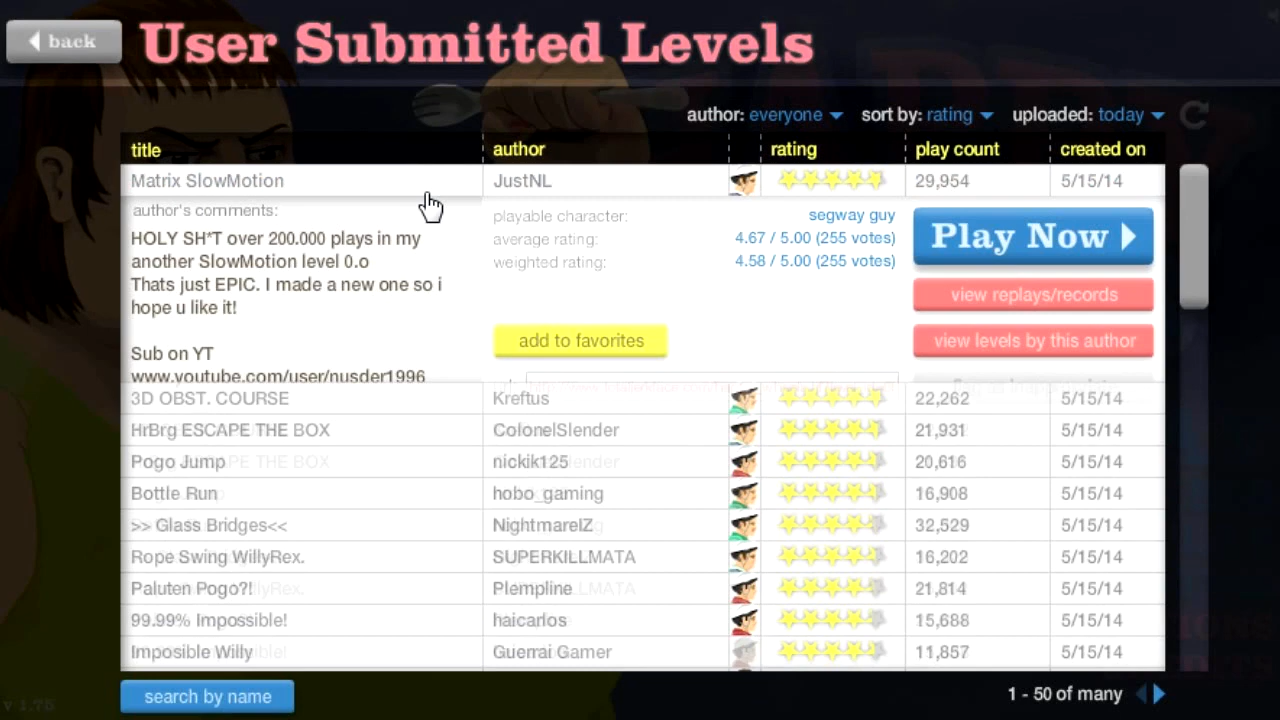 back
User Submitted Levels
author: everyone sort by: rating uploaded: today
title author rating play count created on
Matrix SlowMotion JustNL 29,954 5/15/14
author's comments:
HOLY SH*T over 200.000 plays in my
another SlowMotion level 0.o
Thats just EPIC. I made a new one so i
hope u like it!
Sub on YT
www.youtube.com/user/nusder1996
playable character: segway guy
average rating: 4.67 / 5.00 (255 votes)
weighted rating: 4.58 / 5.00 (255 votes)
add to favorites
Play Now
view replays/records
view levels by this author
3D OBST. COURSE Kreftus 22,262 5/15/14
HrBrg ESCAPE THE BOX ColonelSlender 21,931 5/15/14
Pogo Jump nickik125 20,616 5/15/14
Bottle Run hobo_gaming 16,908 5/15/14
>> Glass Bridges<< NightmareIZ 32,529 5/15/14
Rope Swing WillyRex. SUPERKILLMATA 16,202 5/15/14
Paluten Pogo?! Plempline 21,814 5/15/14
99.99% Impossible! haicarlos 15,688 5/15/14
Impossible Willy Guerrai Gamer 11,857 5/15/14
search by name
1 - 50 of many
v 1.75